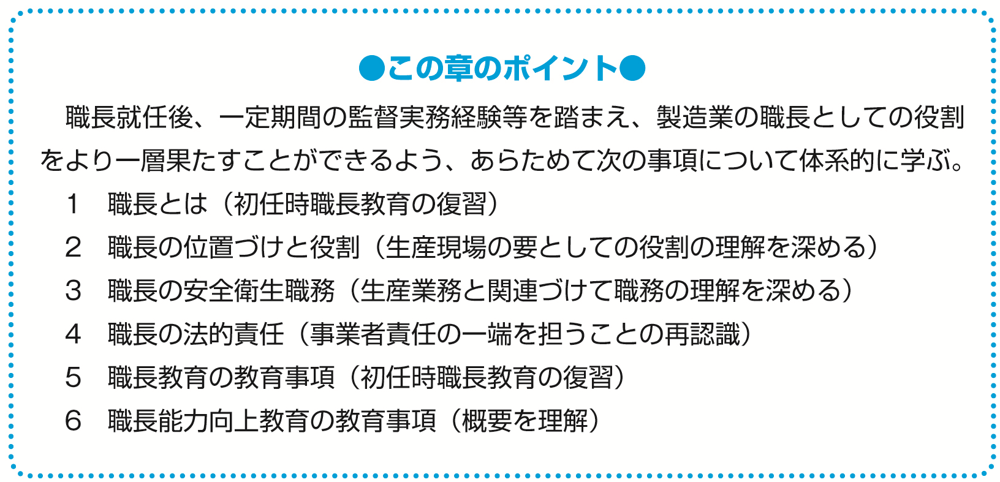 ●この章のポイント●
職長就任後、一定期間の監督実務経験等を踏まえ、製造業の職長としての役割
をより一層果たすことができるよう、あらためて次の事項について体系的に学ぶ。
1　職長とは（初任時職長教育の復習）
2　職長の位置づけと役割（生産現場の要としての役割の理解を深める）
3　職長の安全衛生職務（生産業務と関連づけて職務の理解を深める）
4　職長の法的責任（事業者責任の一端を担うことの再認識）
5　職長教育の教育事項（初任時職長教育の復習）
6　職長能力向上教育の教育事項（概要を理解）